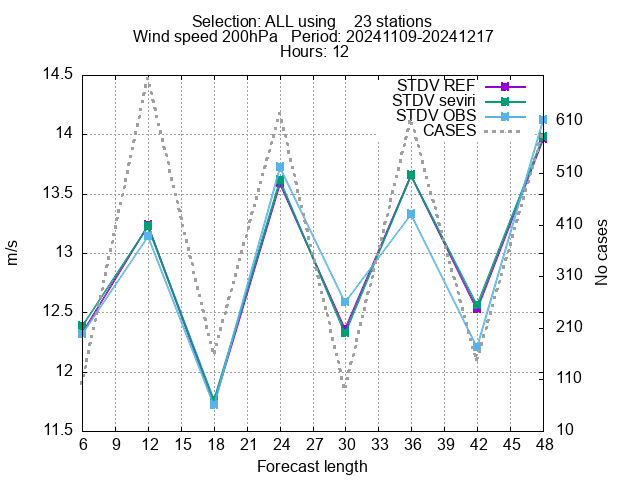 Selection: ALL using 23 stations
Wind speed 200hPa Period: 20241109-20241217
Hours: 12
STDV REF
STDV seviri
STDV OBS
CASES
14.5
14
13.5
13
12.5
12
11.5
m/s
610
510
410
310
210
110
10
No cases
6 9 12 15 18 21 24 27 30 33 36 39 42 45 48
Forecast length